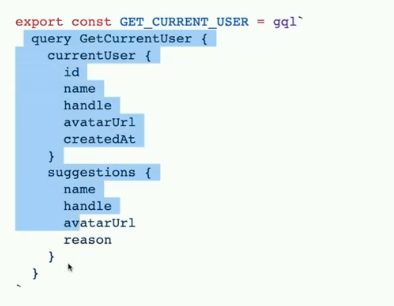 export const GET_CURRENT_USER = gql`
query GetCurrentUser {
currentUser {
id
name
handle
avatarUrl
createdAt
}
suggestions {
name
handle
avatarUrl
reason
}
}
`